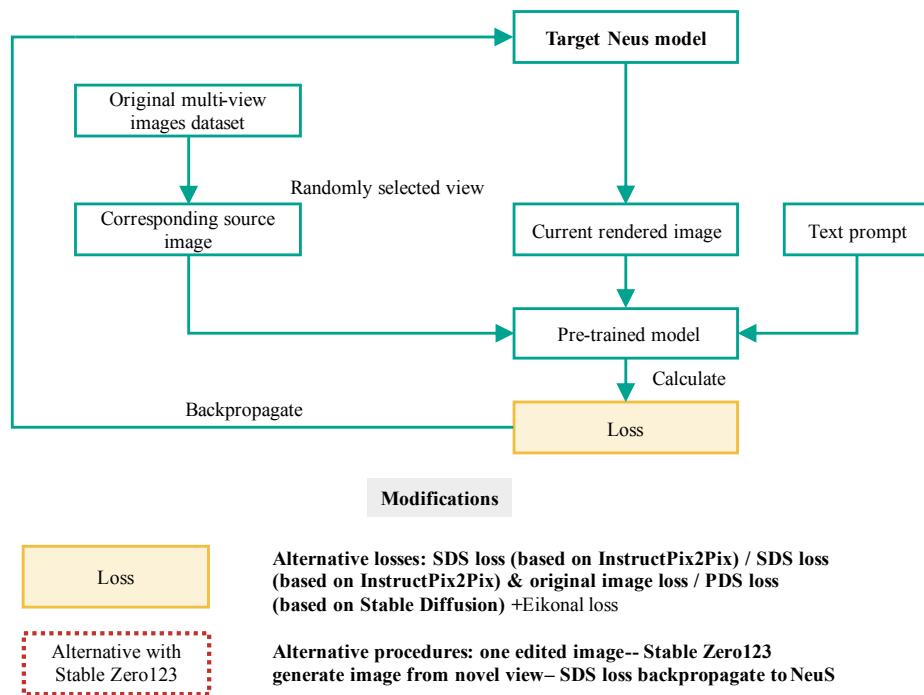 Target Neus model
Original multi-view
images dataset
Randomly selected view
Corresponding source
image
Current rendered image
Text prompt
Pre-trained model
Calculate
Backpropagate
Loss
Modifications
Loss
Alternative losses: SDS loss (based on InstructPix2Pix) / SDS loss
(based on InstructPix2Pix) & original image loss / PDS loss
(based on Stable Diffusion) +Eikonal loss
Alternative with
Stable Zero123
Alternative procedures: one edited image-- Stable Zero123
generate image from novel view– SDS loss backpropagate to NeuS